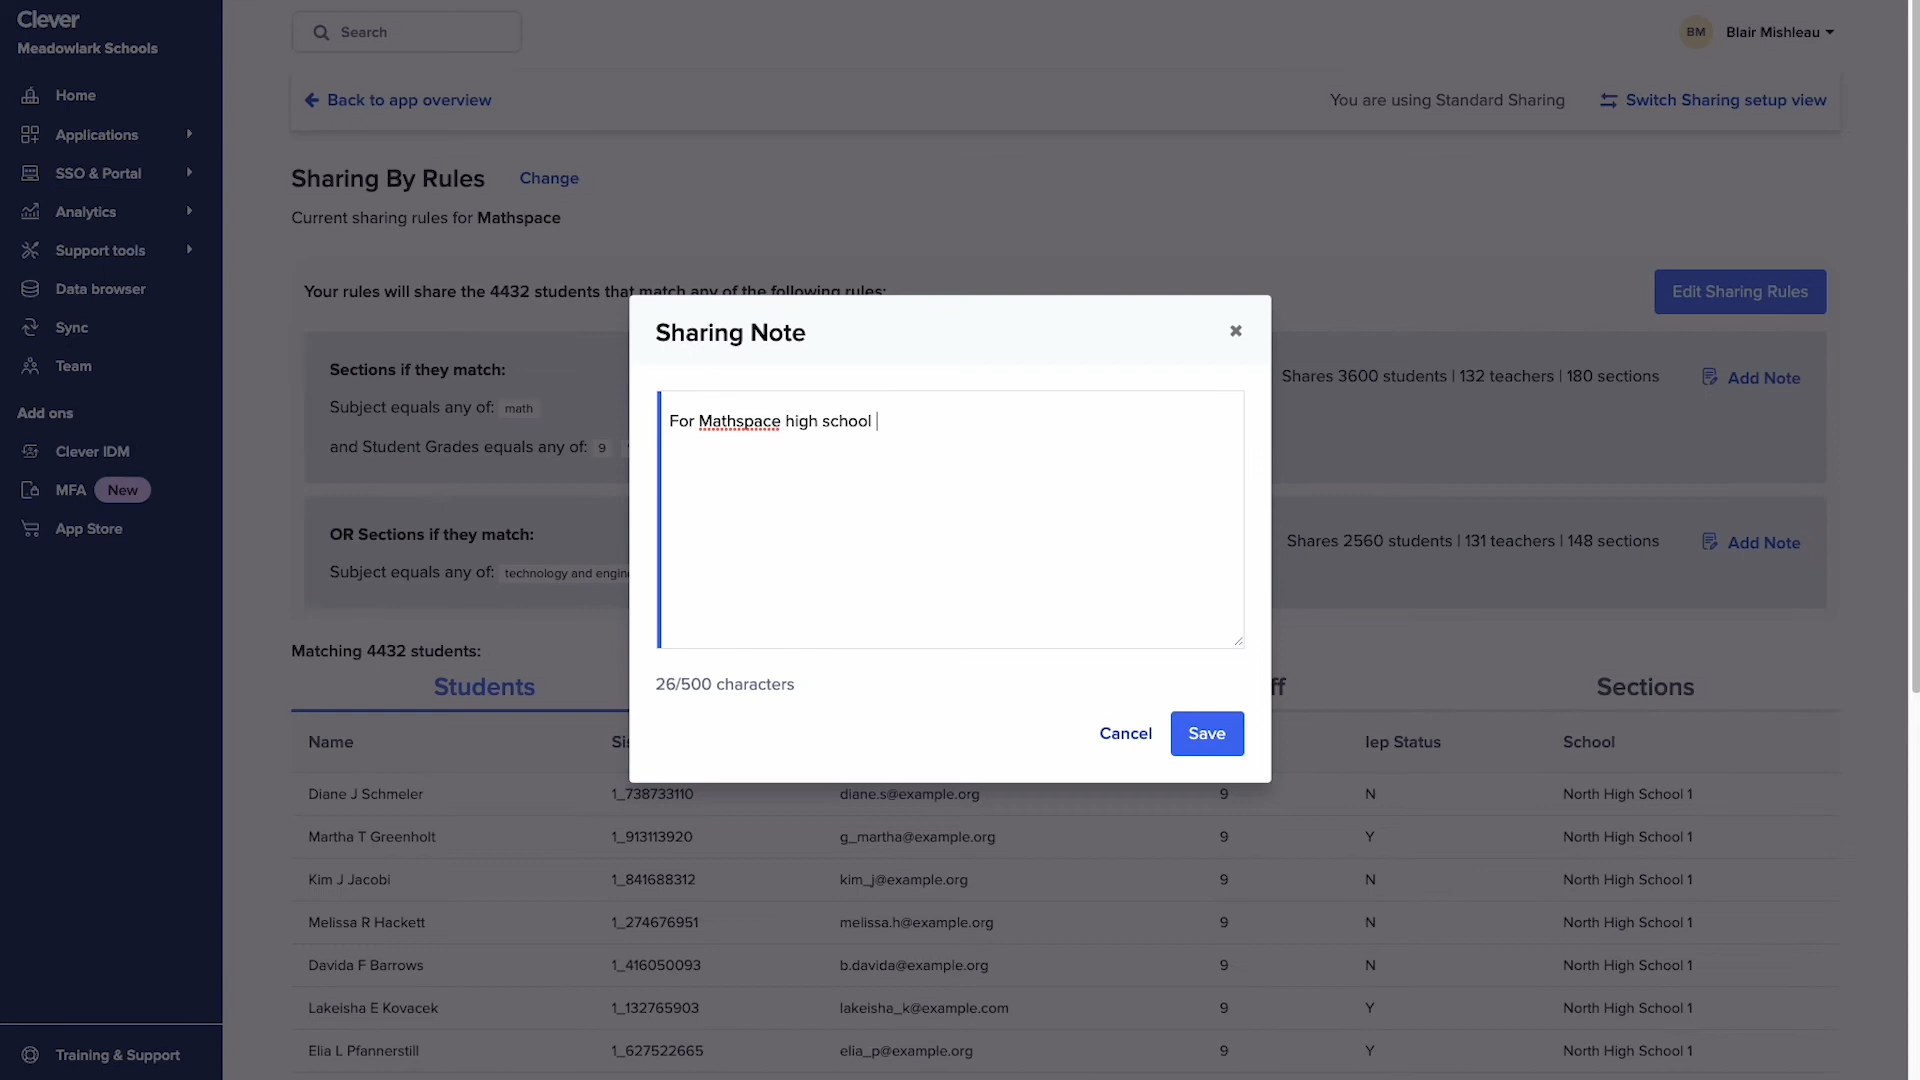 Clever
Meadowlark Schools
Home
Applications
SSO & Portal
Analytics
Support tools
Data browser
Sync
Team
Add ons
Clever IDM
MFA New
App Store
Training & Support
Search
BM Blair Mishleau
Back to app overview
You are using Standard Sharing
Switch Sharing setup view
Sharing By Rules Change
Current sharing rules for Mathspace
Your rules will share the 4432 students that match any of the following rules:
Edit Sharing Rules
Sections if they match:
Subject equals any of: math
and Student Grades equals any of: 9
Shares 3600 students | 132 teachers | 180 sections
Add Note
OR Sections if they match:
Subject equals any of: technology and engine
Shares 2560 students | 131 teachers | 148 sections
Add Note
Sharing Note
For Mathspace high school
26/500 characters
Cancel Save
Matching 4432 students:
Students ff Sections
Name Sis Iep Status School
Diane J Schmeler 1_738733110 diane.s@example.org 9 N North High School 1
Martha T Greenholt 1_913113920 g_martha@example.org 9 Y North High School 1
Kim J Jacobi 1_841688312 kim_j@example.org 9 N North High School 1
Melissa R Hackett 1_274676951 melissa.h@example.org 9 N North High School 1
Davida F Barrows 1_416050093 b.davida@example.org 9 N North High School 1
Lakeisha E Kovacek 1_132765903 lakeisha_k@example.com 9 Y North High School 1
Elia L Pfannerstill 1_627522665 elia_p@example.org 9 Y North High School 1